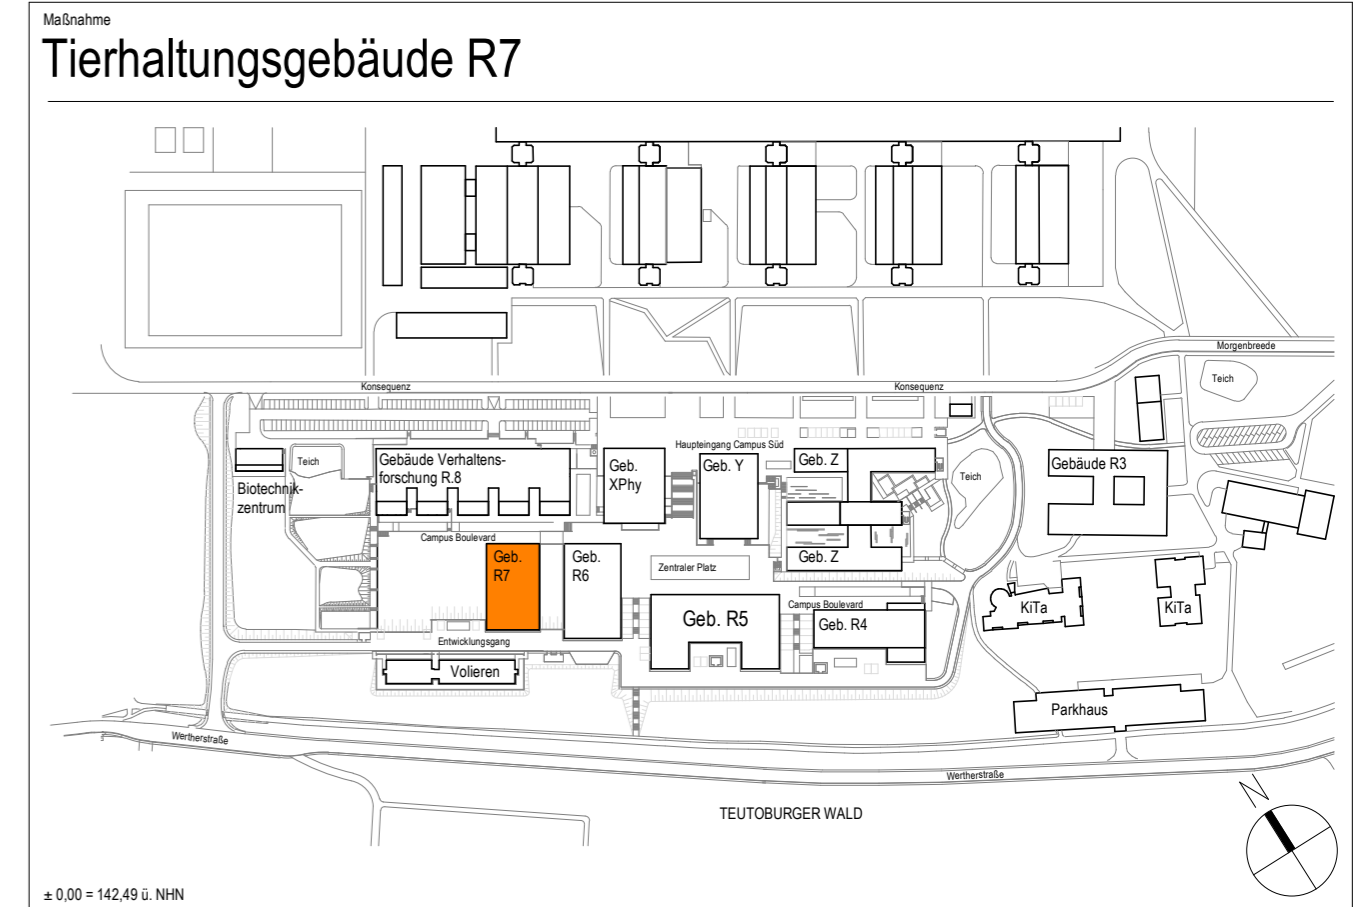 Maßnahme
Tierhaltungsgebäude R7
Morgenbreede
Teich
Konsequenz
Konsequenz
Haupteingang Campus Süd
Teich
Gebäude Verhaltens-
forschung R.8
Biotechnik-
zentrum
Geb.
XPhy
Geb. Y
Geb. Z
Teich
Gebäude R3
Campus Boulevard
Geb.
R7
Geb.
R6
Zentraler Platz
Geb. Z
Campus Boulevard
Geb. R5
Geb. R4
KiTa
KiTa
Entwicklungsgang
Volieren
Parkhaus
Wertherstraße
Wertherstraße
TEUTOBURGER WALD
N
± 0,00 = 142,49 ü. NHN